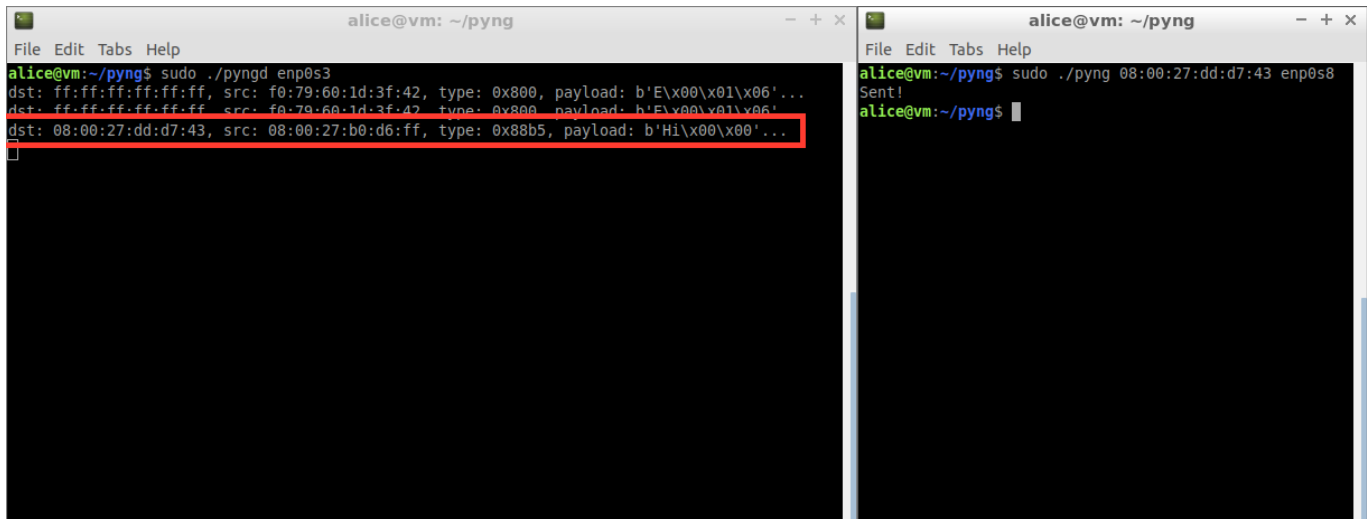 alice@vm: ~/pyng
File Edit Tabs Help
alice@vm:~/pyng$ sudo ./pyngd enp0s3
dst: ff:ff:ff:ff:ff:ff, src: f0:79:60:1d:3f:42, type: 0x800, payload: b'E\x00\x01\x06'...
dst: ff:ff:ff:ff:ff:ff, src: f0:79:60:1d:3f:42, type: 0x800, payload: b'E\x00\x01\x06'
dst: 08:00:27:dd:d7:43, src: 08:00:27:b0:d6:ff, type: 0x88b5, payload: b'Hi\x00\x00'...
alice@vm: ~/pyng
File Edit Tabs Help
alice@vm:~/pyng$ sudo ./pyng 08:00:27:dd:d7:43 enp0s8
Sent!
alice@vm:~/pyng$